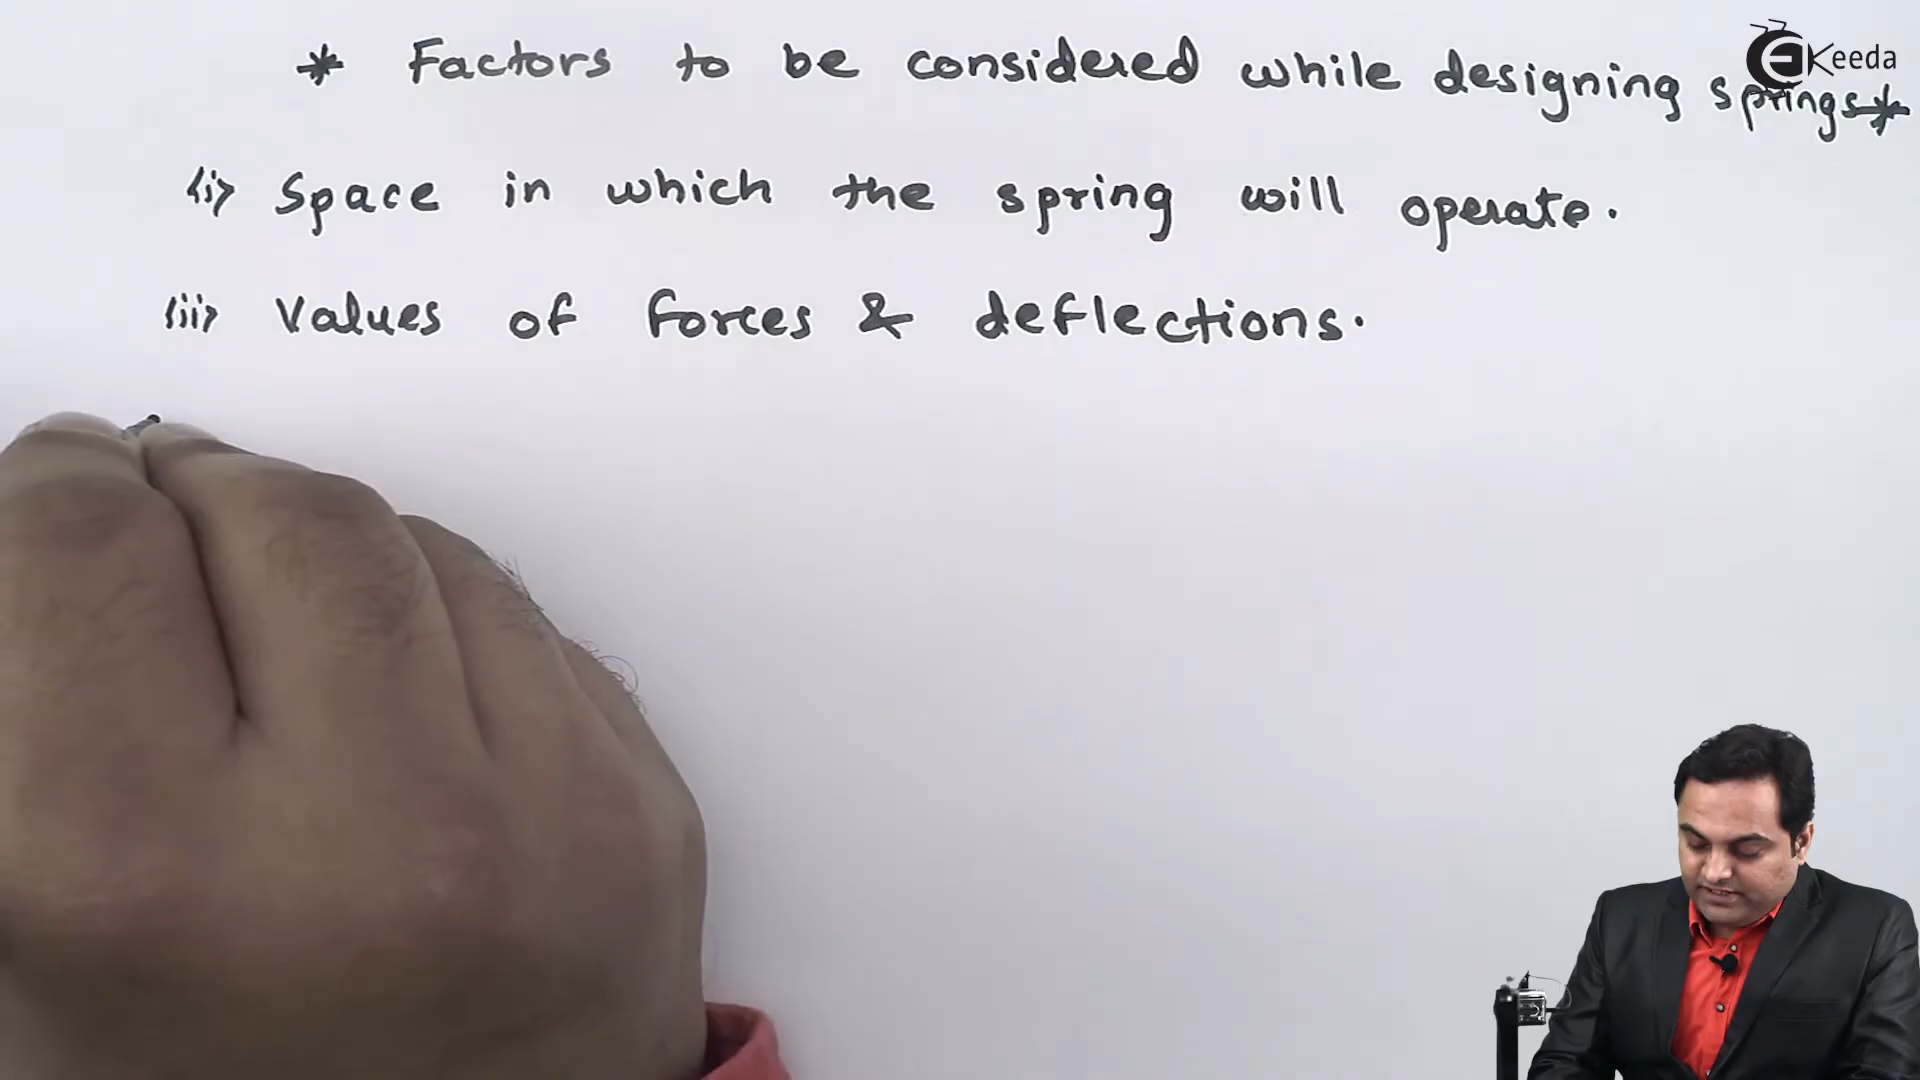 * Factors to be considered while designing springs*
(i) Space in which the spring will operate.
(ii) Values of forces & deflections.
EKeeda